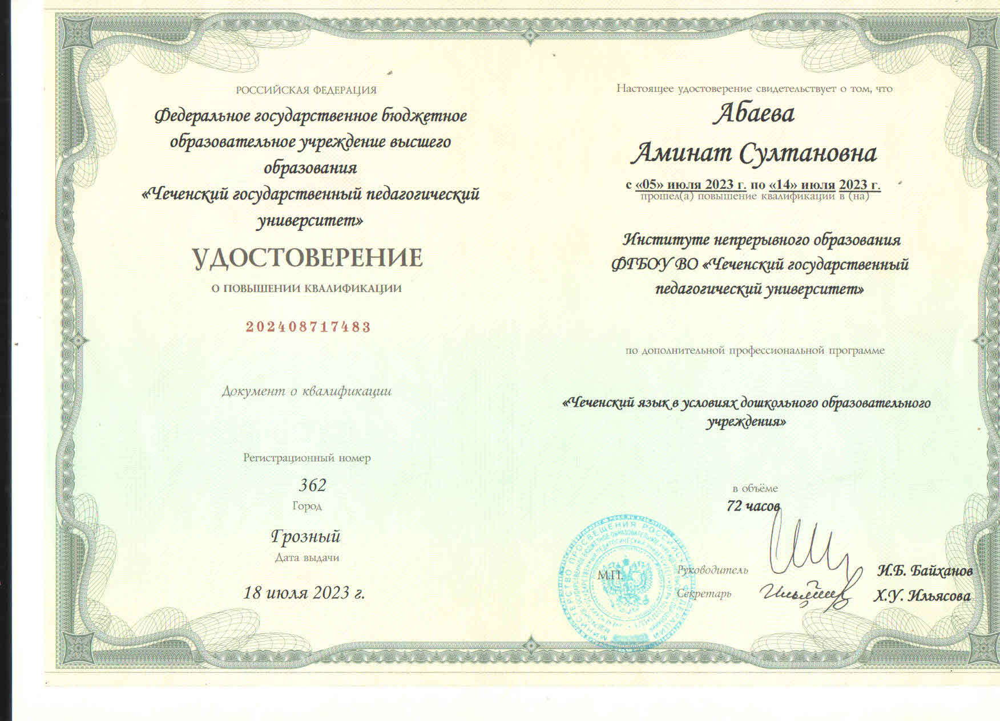 РОССИЙСКАЯ ФЕДЕРАЦИЯ
Федеральное государственное бюджетное
образовательное учреждение высшего
образования
«Чеченский государственный педагогический
университет»
УДОСТОВЕРЕНИЕ
О ПОВЫШЕНИИ КВАЛИФИКАЦИИ
202408717483
Документ о квалификации
Регистрационный номер
362
Город
Грозный
Дата выдачи
18 июля 2023 г.
Настоящее удостоверение свидетельствует о том, что
Абаева
Аминат Султановна
с «05» июля 2023 г. по «14» июля 2023 г.
прошел(а) повышение квалификации в (на)
Институте непрерывного образования
ФГБОУ ВО «Чеченский государственный
педагогический университет»
по дополнительной профессиональной программе
«Чеченский язык в условиях дошкольного образовательного
учреждения»
в объёме
72 часов
М.П.
Руководитель
И.Б. Байханов
Секретарь
Х.У. Ильясова